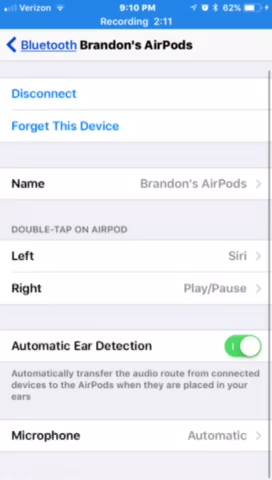 Verizon 9:10 PM 62%
Recording 2:11
Bluetooth Brandon's AirPods
Disconnect
Forget This Device
Name Brandon's AirPods
DOUBLE-TAP ON AIRPOD
Left Siri
Right Play/Pause
Automatic Ear Detection
Automatically transfer the audio route from connected
devices to the AirPods when they are placed in your
ears
Microphone Automatic